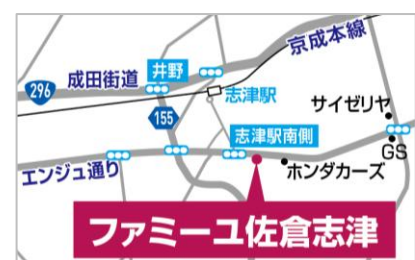 京成本線
296
成田街道
井野
志津駅
サイゼリヤ
155
志津駅南側
GS
エンジュ通り
ホンダカーズ
ファミーユ佐倉志津